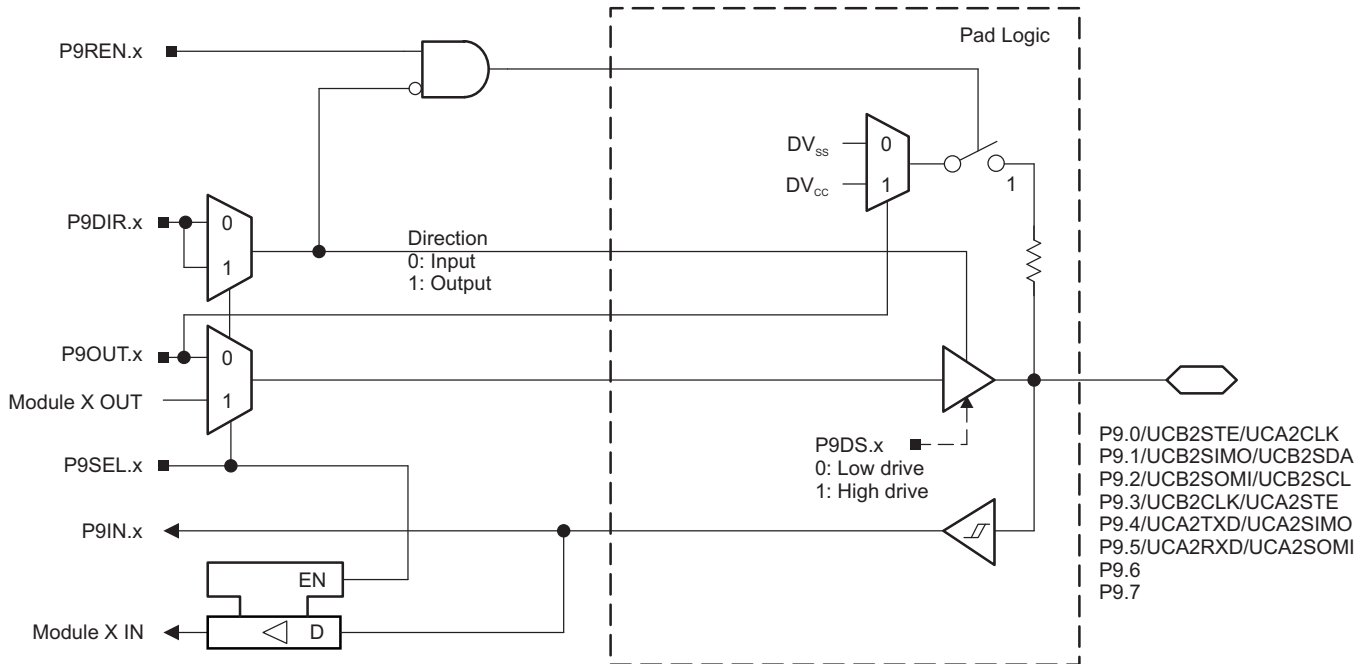 Pad Logic
P9REN.x
DVSS
0
DVCC
1
1
P9DIR.x
0
1
Direction
0: Input
1: Output
P9OUT.x
0
Module X OUT
1
P9DS.x
0: Low drive
1: High drive
P9SEL.x
P9.0/UCB2STE/UCA2CLK
P9.1/UCB2SIMO/UCB2SDA
P9.2/UCB2SOMI/UCB2SCL
P9.3/UCB2CLK/UCA2STE
P9.4/UCA2TXD/UCA2SIMO
P9.5/UCA2RXD/UCA2SOMI
P9.6
P9.7
P9IN.x
EN
Module X IN
D